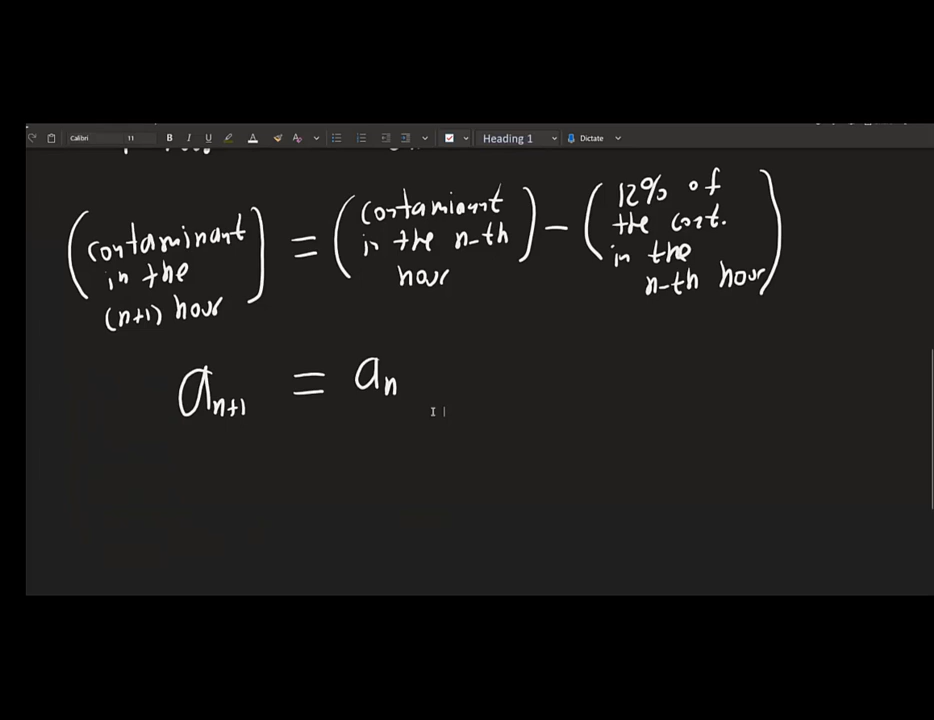 Calibri 11 B I U A Heading 1 Dictate
(contaminant in the (n+1) hour) = (contaminant in the n-th hour) - (12% of the cont. in the n-th hour)
a_{n+1} = a_n